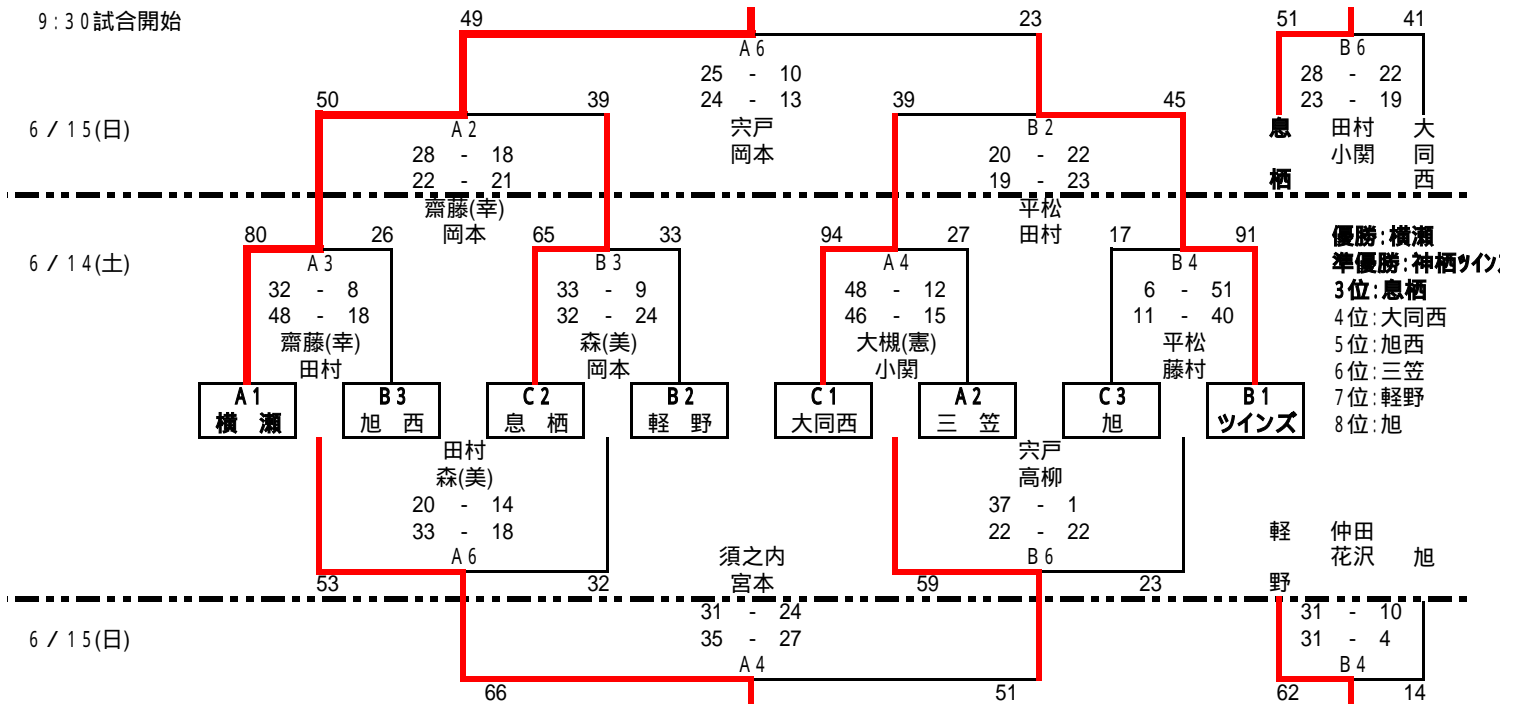 9:30試合開始
49 23 51 41
A6 B6
25 - 10 28 - 22
24 - 13 23 - 19
50 39 39 45
6/15(日) A2 宍戸 B2 息 田村 大
28 - 18 岡本 20 - 22 小関 同
22 - 21 19 - 23 栖 西
齋藤(幸) 平松
岡本 田村
80 26 65 33 94 27 17 91 優勝:横瀬
6/14(土) A3 B3 A4 B4 準優勝:神栖ツイン
32 - 8 33 - 9 48 - 12 6 - 51 3位:息栖
48 - 18 32 - 24 46 - 15 11 - 40 4位:大同西
齋藤(幸) 森(美) 大槻(憲) 平松 5位:旭西
田村 岡本 小関 藤村 6位:三笠
A1 B3 C2 B2 C1 A2 C3 B1 7位:軽野
横 瀬 旭 西 息 栖 軽 野 大同西 三 笠 旭 ツインズ 8位:旭
田村 宍戸
森(美) 高柳
20 - 14 37 - 1
33 - 18 22 - 22 軽 仲田
A6 須之内 B6 花沢 旭
53 32 宮本 59 23 野
31 - 24 31 - 10
6/15(日) 35 - 27 31 - 4
A4 B4
66 51 62 14